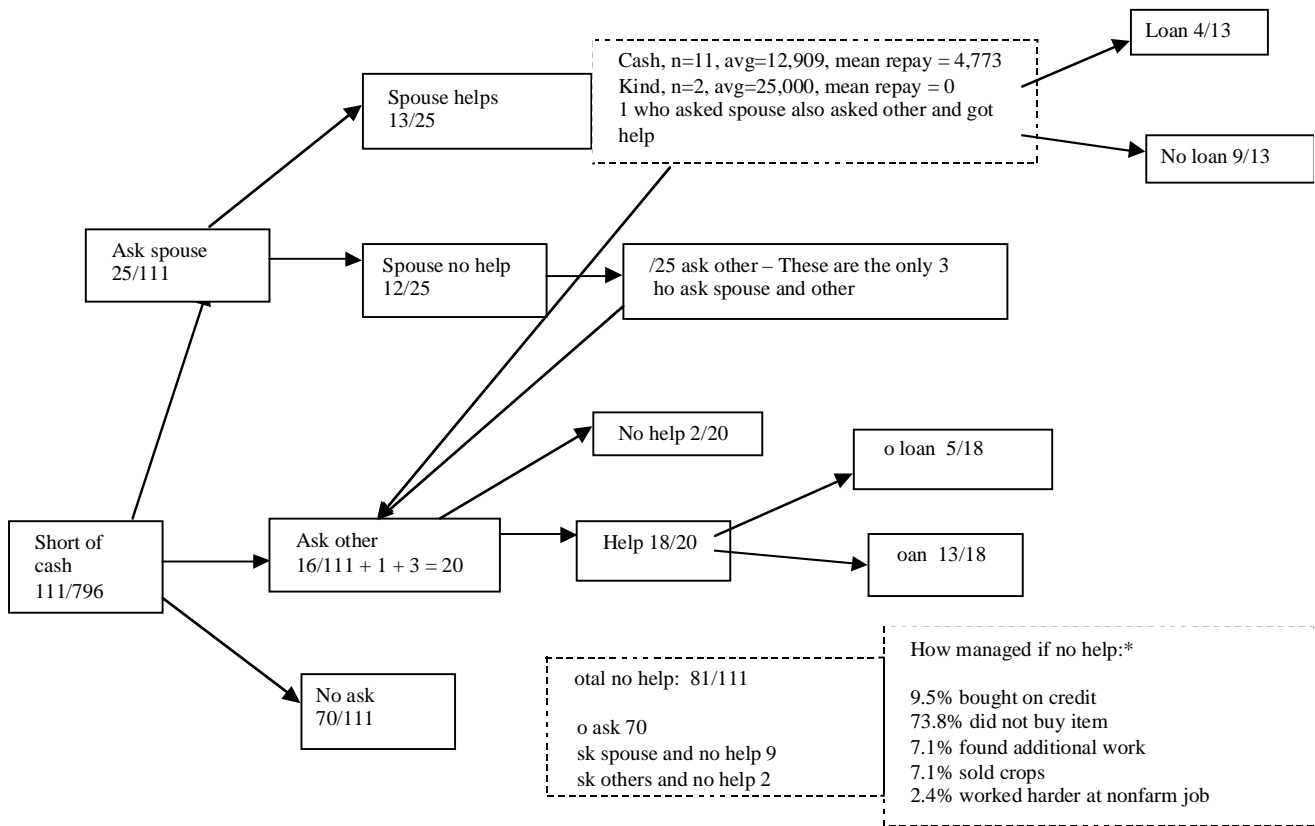 Loan 4/13
Cash, n=11, avg=12,909, mean repay = 4,773
Kind, n=2, avg=25,000, mean repay = 0
1 who asked spouse also asked other and got
help
Spouse helps
13/25
No loan 9/13
Ask spouse
25/111
Spouse no help
12/25
/25 ask other – These are the only 3
ho ask spouse and other
No help 2/20
o loan 5/18
Short of
cash
111/796
Ask other
16/111 + 1 + 3 = 20
Help 18/20
oan 13/18
No ask
70/111
otal no help: 81/111
o ask 70
sk spouse and no help 9
sk others and no help 2
How managed if no help:*
9.5% bought on credit
73.8% did not buy item
7.1% found additional work
7.1% sold crops
2.4% worked harder at nonfarm job